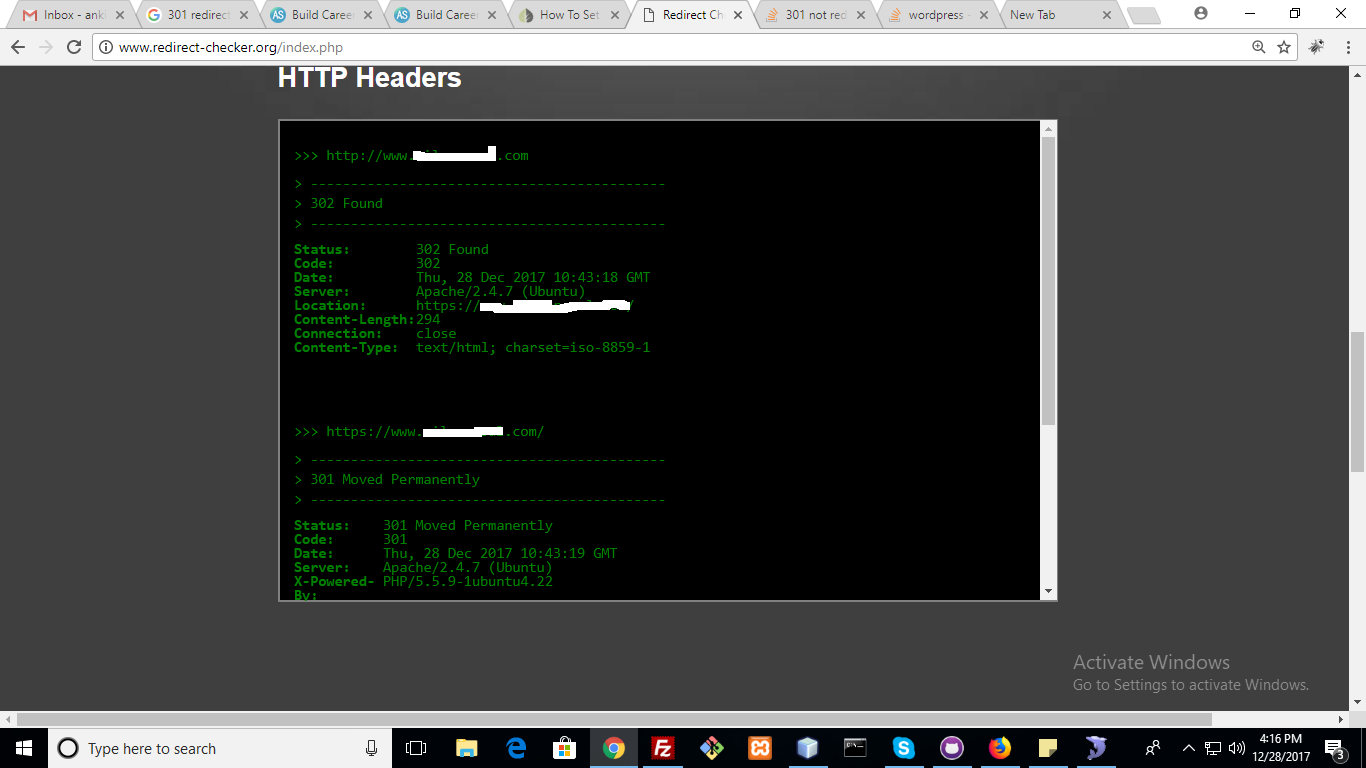 Inbox - ank
301 redirect
Build Career
Build Career
How To Set
Redirect Ch
301 not red
wordpress -
New Tab
www.redirect-checker.org/index.php
HTTP Headers
>>> http://www. .com
> --------------------------------------------
> 302 Found
> --------------------------------------------
Status: 302 Found
Code: 302
Date: Thu, 28 Dec 2017 10:43:18 GMT
Server: Apache/2.4.7 (Ubuntu)
Location: https:// /
Content-Length:294
Connection: close
Content-Type: text/html; charset=iso-8859-1
>>> https://www. .com/
> --------------------------------------------
> 301 Moved Permanently
> --------------------------------------------
Status: 301 Moved Permanently
Code: 301
Date: Thu, 28 Dec 2017 10:43:19 GMT
Server: Apache/2.4.7 (Ubuntu)
X-Powered- PHP/5.5.9-1ubuntu4.22
By:
Activate Windows
Go to Settings to activate Windows.
Type here to search
4:16 PM
12/28/2017
3